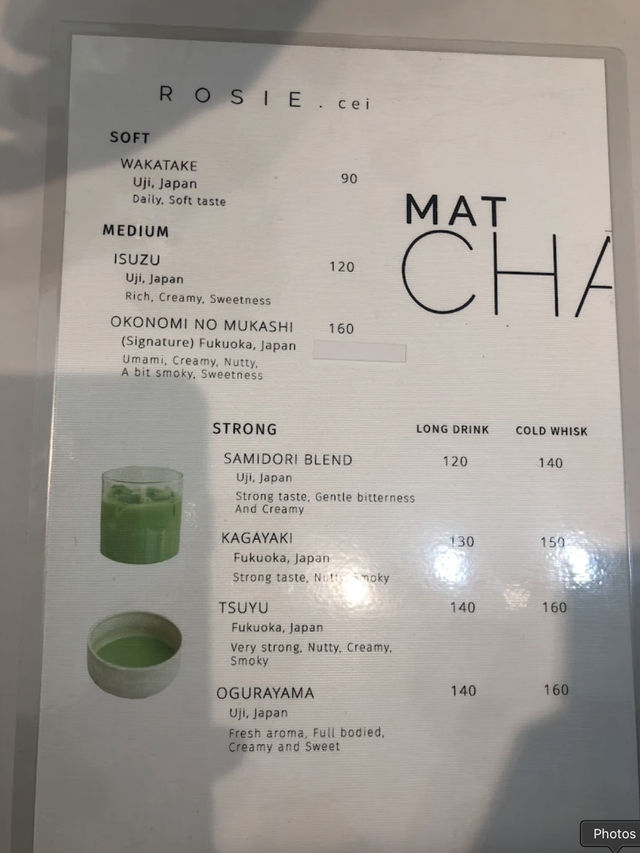 ROSIE.cei
SOFT
WAKATAKE 90
Uji, Japan
Daily, Soft taste
MEDIUM
ISUZU 120
Uji, Japan
Rich, Creamy, Sweetness
OKONOMI NO MUKASHI 160
(Signature) Fukuoka, Japan
Umami, Creamy, Nutty,
A bit smoky, Sweetness
MAT
CHA
STRONG LONG DRINK COLD WHISK
SAMIDORI BLEND 120 140
Uji, Japan
Strong taste, Gentle bitterness
And Creamy
KAGAYAKI 130 150
Fukuoka, Japan
Strong taste, Nutty, Smoky
TSUYU 140 160
Fukuoka, Japan
Very strong, Nutty, Creamy,
Smoky
OGURAYAMA 140 160
Uji, Japan
Fresh aroma, Full bodied,
Creamy and Sweet
Photos